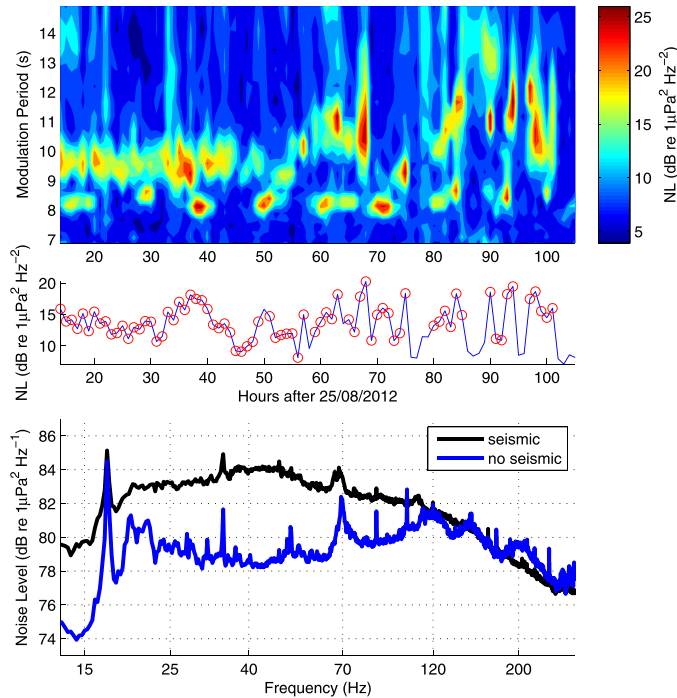 14
13
12
11
10
9
8
7
Modulation Period (s)
20 30 40 50 60 70 80 90 100
25
20
15
10
5
NL (dB re 1μPa² Hz⁻²)
20
15
10
NL (dB re 1μPa² Hz⁻²)
20 30 40 50 60 70 80 90 100
Hours after 25/08/2012
86
84
82
80
78
76
74
Noise Level (dB re 1μPa² Hz⁻¹)
seismic
no seismic
15 25 40 70 120 200
Frequency (Hz)